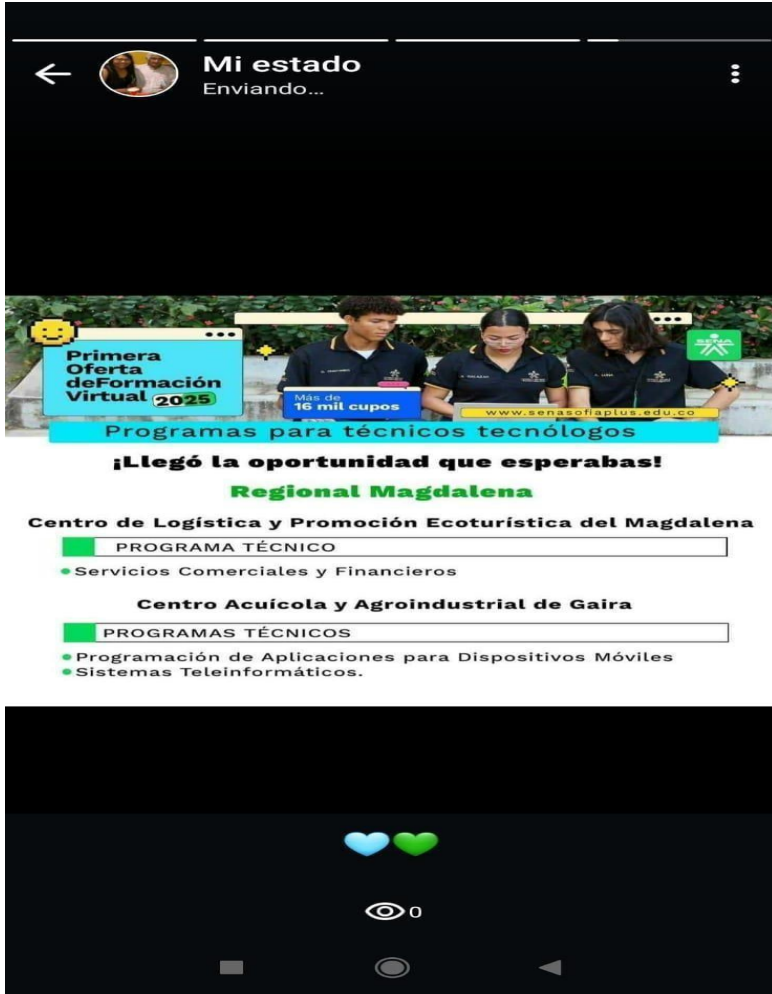 Mi estado
Enviando...
Primera
Oferta
deFormación
Virtual 2025
SENA
Más de
16 mil cupos
www.senasofiaplus.edu.co
Programas para técnicos tecnólogos
¡Llegó la oportunidad que esperabas!
Regional Magdalena
Centro de Logística y Promoción Ecoturística del Magdalena
PROGRAMA TÉCNICO
•Servicios Comerciales y Financieros
Centro Acuícola y Agroindustrial de Gaira
PROGRAMAS TÉCNICOS
•Programación de Aplicaciones para Dispositivos Móviles
•Sistemas Teleinformáticos.
0